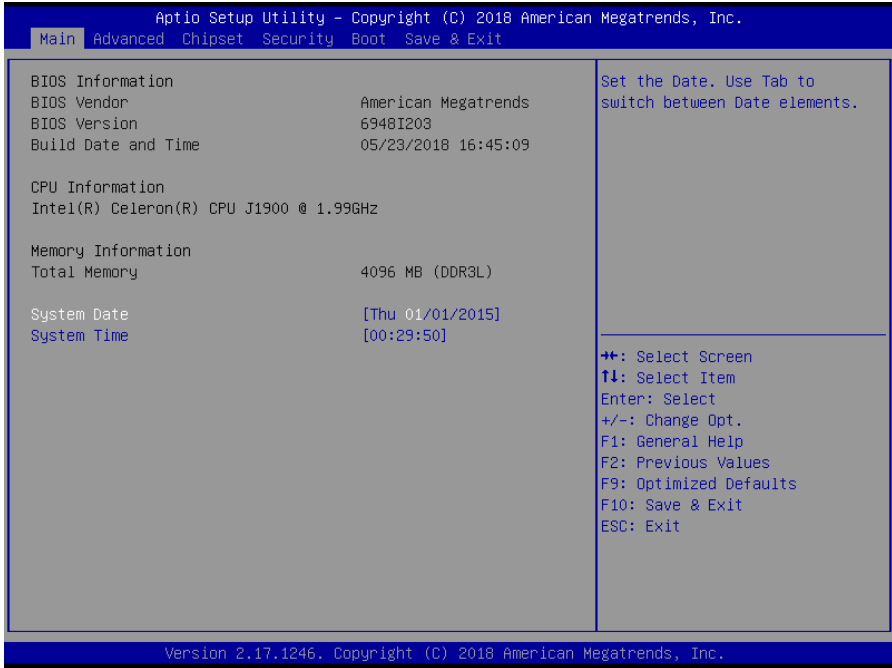 Aptio Setup Utility – Copyright (C) 2018 American Megatrends, Inc.
Main Advanced Chipset Security Boot Save & Exit
BIOS Information
BIOS Vendor American Megatrends
BIOS Version 6948I203
Build Date and Time 05/23/2018 16:45:09
CPU Information
Intel(R) Celeron(R) CPU J1900 @ 1.99GHz
Memory Information
Total Memory 4096 MB (DDR3L)
System Date [Thu 01/01/2015]
System Time [00:29:50]
Set the Date. Use Tab to
switch between Date elements.
→←: Select Screen
↑↓: Select Item
Enter: Select
+/-: Change Opt.
F1: General Help
F2: Previous Values
F9: Optimized Defaults
F10: Save & Exit
ESC: Exit
Version 2.17.1246. Copyright (C) 2018 American Megatrends, Inc.